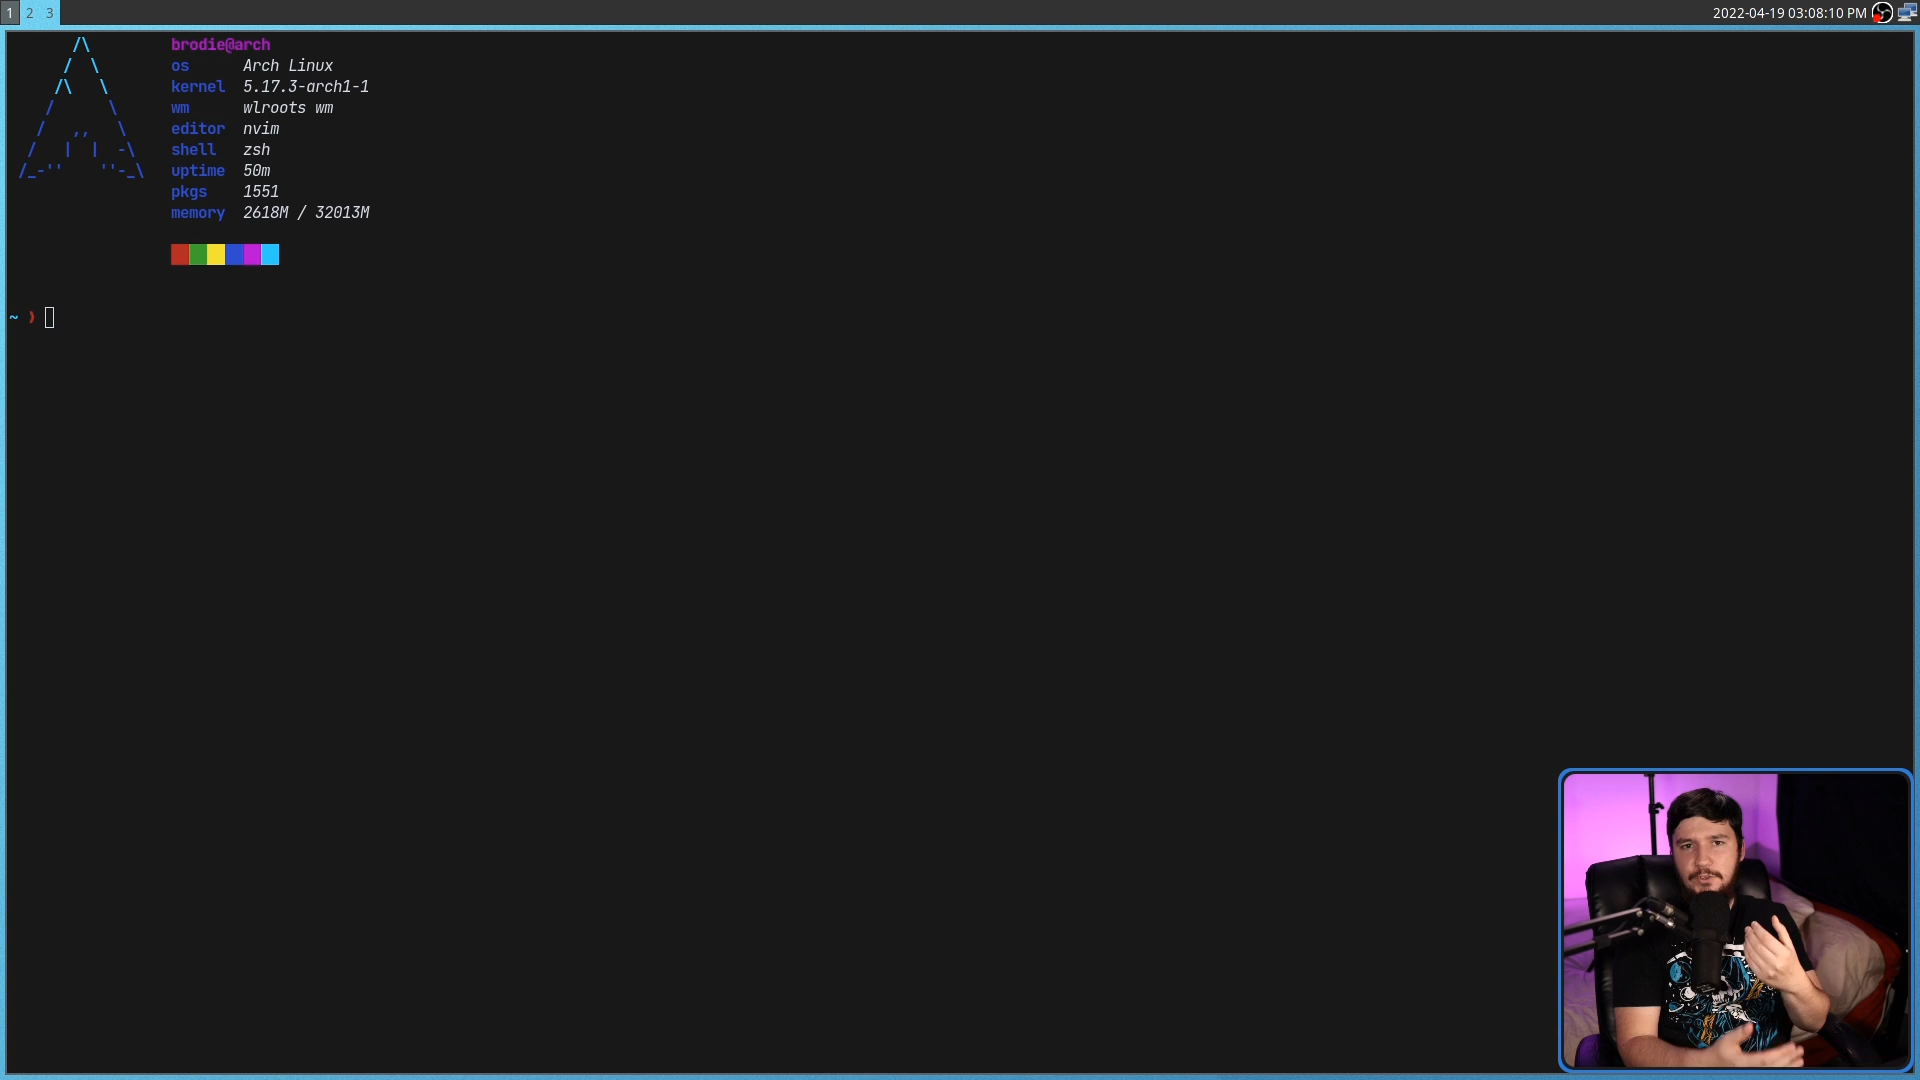 1 2 3
2022-04-19 03:08:10 PM
brodie@arch
os Arch Linux
kernel 5.17.3-arch1-1
wm wlroots wm
editor nvim
shell zsh
uptime 50m
pkgs 1551
memory 2618M / 32013M
~ ❫